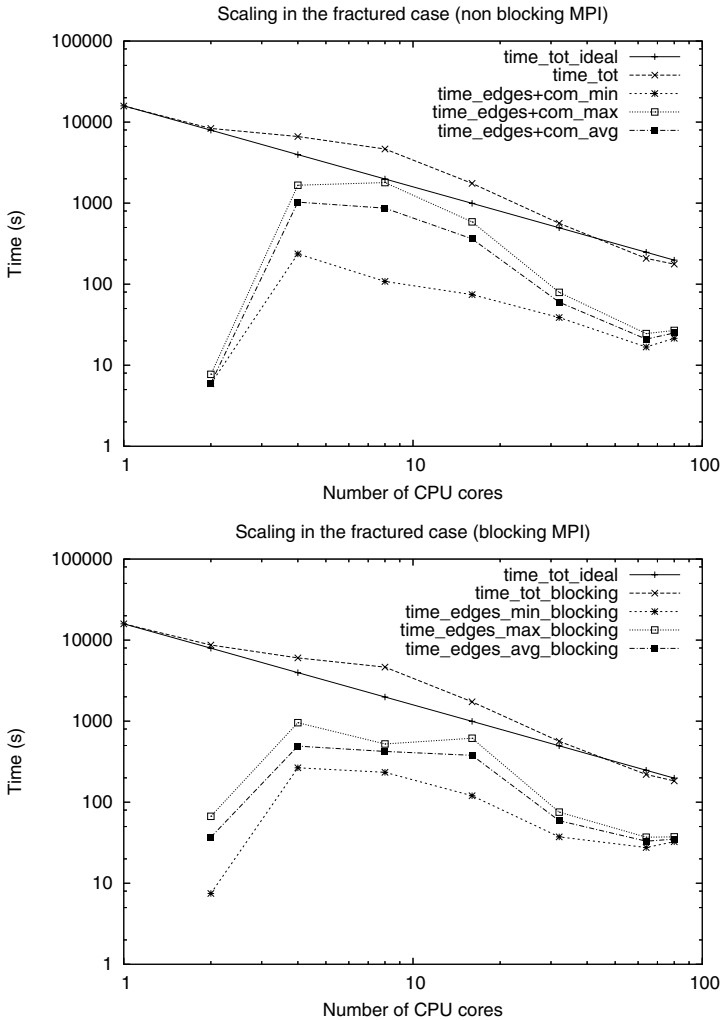 Scaling in the fractured case (non blocking MPI)
100000
10000
1000
100
10
1
Time (s)
time_tot_ideal
time_tot
time_edges+com_min
time_edges+com_max
time_edges+com_avg
1
10
100
Number of CPU cores
Scaling in the fractured case (blocking MPI)
100000
10000
1000
100
10
1
Time (s)
time_tot_ideal
time_tot_blocking
time_edges_min_blocking
time_edges_max_blocking
time_edges_avg_blocking
1
10
100
Number of CPU cores